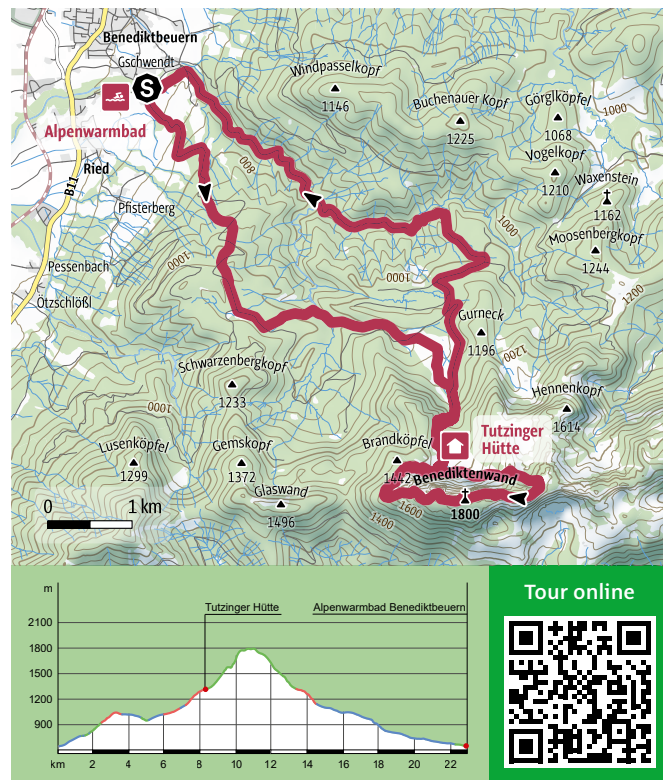 Benediktbeuern
Gschwendt
S
Alpenwarmbad
Windpasselkopf
1146
Buchenauer Kopf
1225
Görglköpfel
1068
1000
Vogelkopf
1210
Waxenstein
1162
Moosenbergkopf
1244
800
Ried
B11
Pfisterberg
1000
1000
1000
1200
Pessenbach
Ötzschlößl
Gurneck
1196
1200
Schwarzenbergkopf
1233
1000
Hennenkopf
1614
Lusenköpfel
1299
Gemskopf
1372
Brandköpfel
1442
Tutzinger
Hütte
Benediktenwand
1800
Glaswand
1496
1400
1600
0 1 km
m
Tutzinger Hütte
Alpenwarmbad Benediktbeuern
2100
1800
1500
1200
900
km 2 4 6 8 10 12 14 16 18 20 22
Tour online